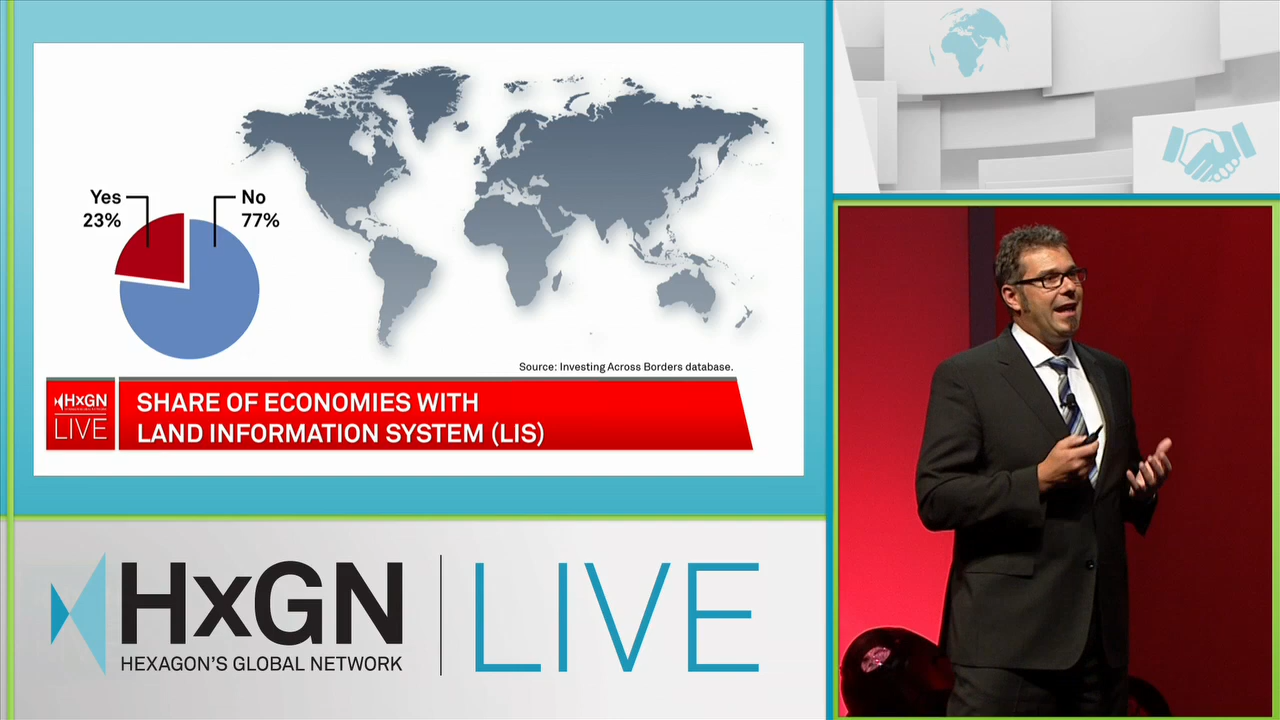 Yes
23%
No
77%
Source: Investing Across Borders database.
HxGN
LIVE
SHARE OF ECONOMIES WITH
LAND INFORMATION SYSTEM (LIS)
HxGN
HEXAGON'S GLOBAL NETWORK
LIVE